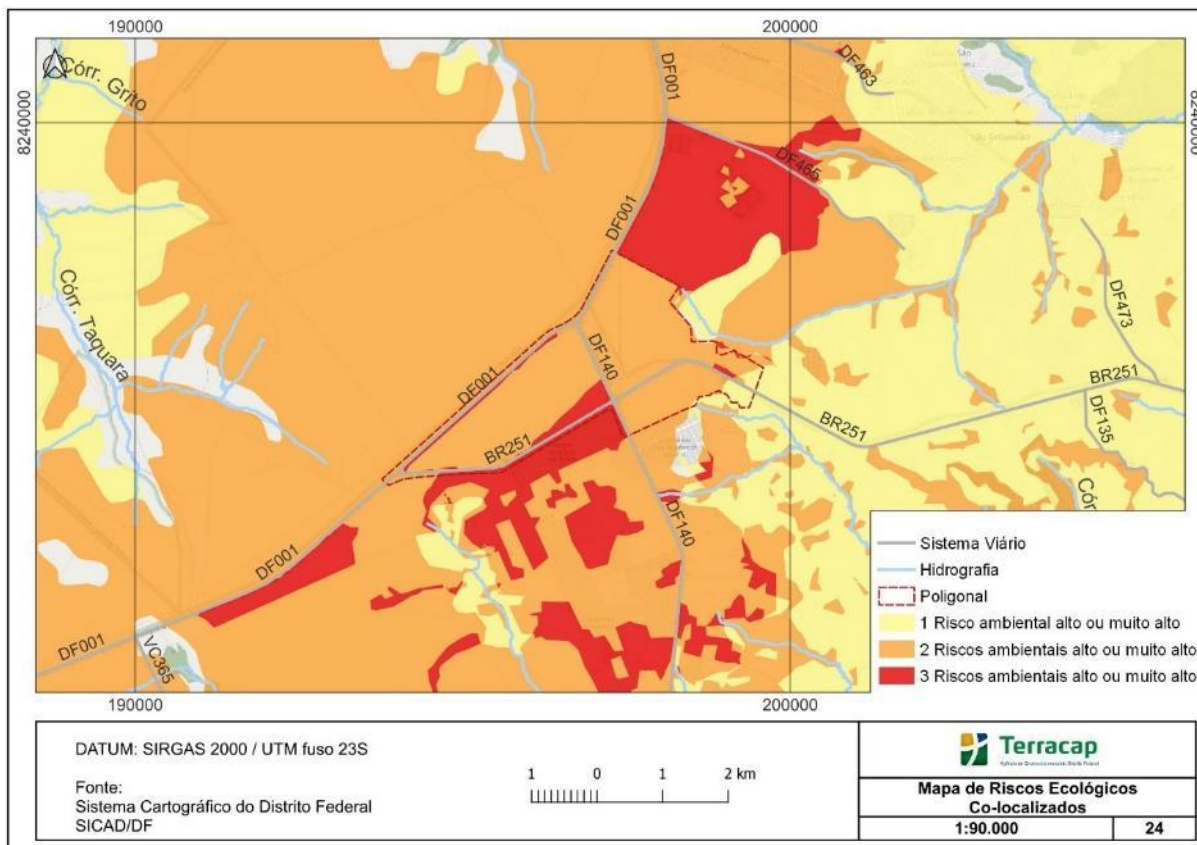 190000
200000
8240000
8240000
Córr. Grito
DF001
DF463
DF465
DF001
Córr. Taquara
DF473
DF140
DF001
BR251
BR251
BR251
DF135
DF140
DF001
DF001
VC365
Sistema Viário
Hidrografia
Poligonal
1 Risco ambiental alto ou muito alto
2 Riscos ambientais alto ou muito alto
3 Riscos ambientais alto ou muito alto
190000
200000
DATUM: SIRGAS 2000 / UTM fuso 23S
Fonte:
Sistema Cartográfico do Distrito Federal
SICAD/DF
1 0 1 2 km
Terracap
Mapa de Riscos Ecológicos
Co-localizados
1:90.000
24